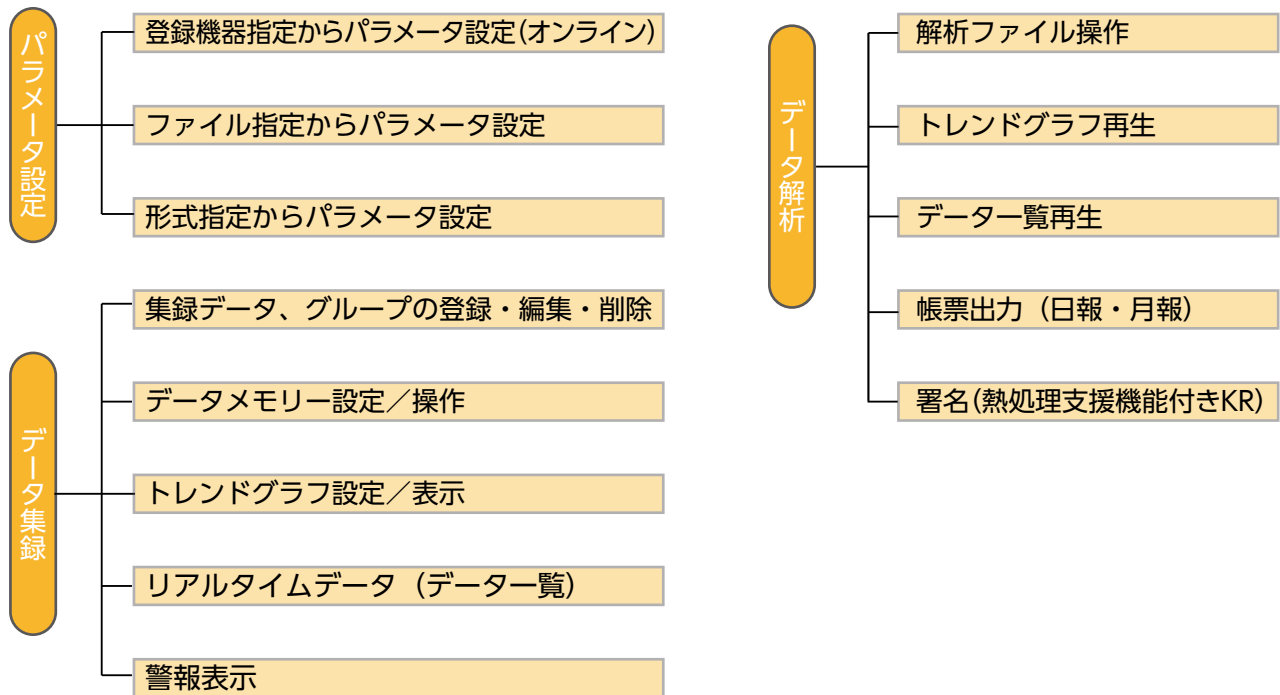 パラメータ設定
登録機器指定からパラメータ設定(オンライン)
ファイル指定からパラメータ設定
形式指定からパラメータ設定
データ集録
集録データ、グループの登録・編集・削除
データメモリー設定／操作
トレンドグラフ設定／表示
リアルタイムデータ（データ一覧）
警報表示
データ解析
解析ファイル操作
トレンドグラフ再生
データ一覧再生
帳票出力（日報・月報）
署名(熱処理支援機能付きKR)